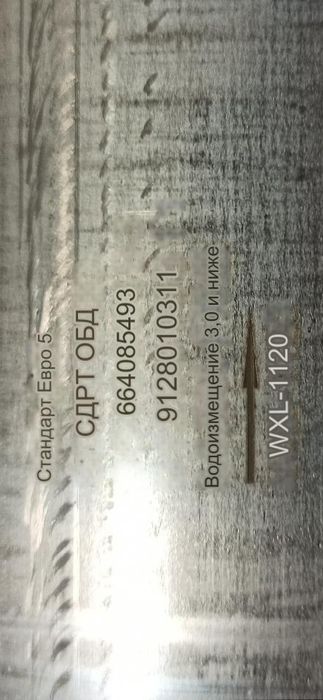 Стандарт Евро 5
СДРТ ОБД
664085493
9128010311
Водоизмещение 3,0 и ниже
WXL-1120